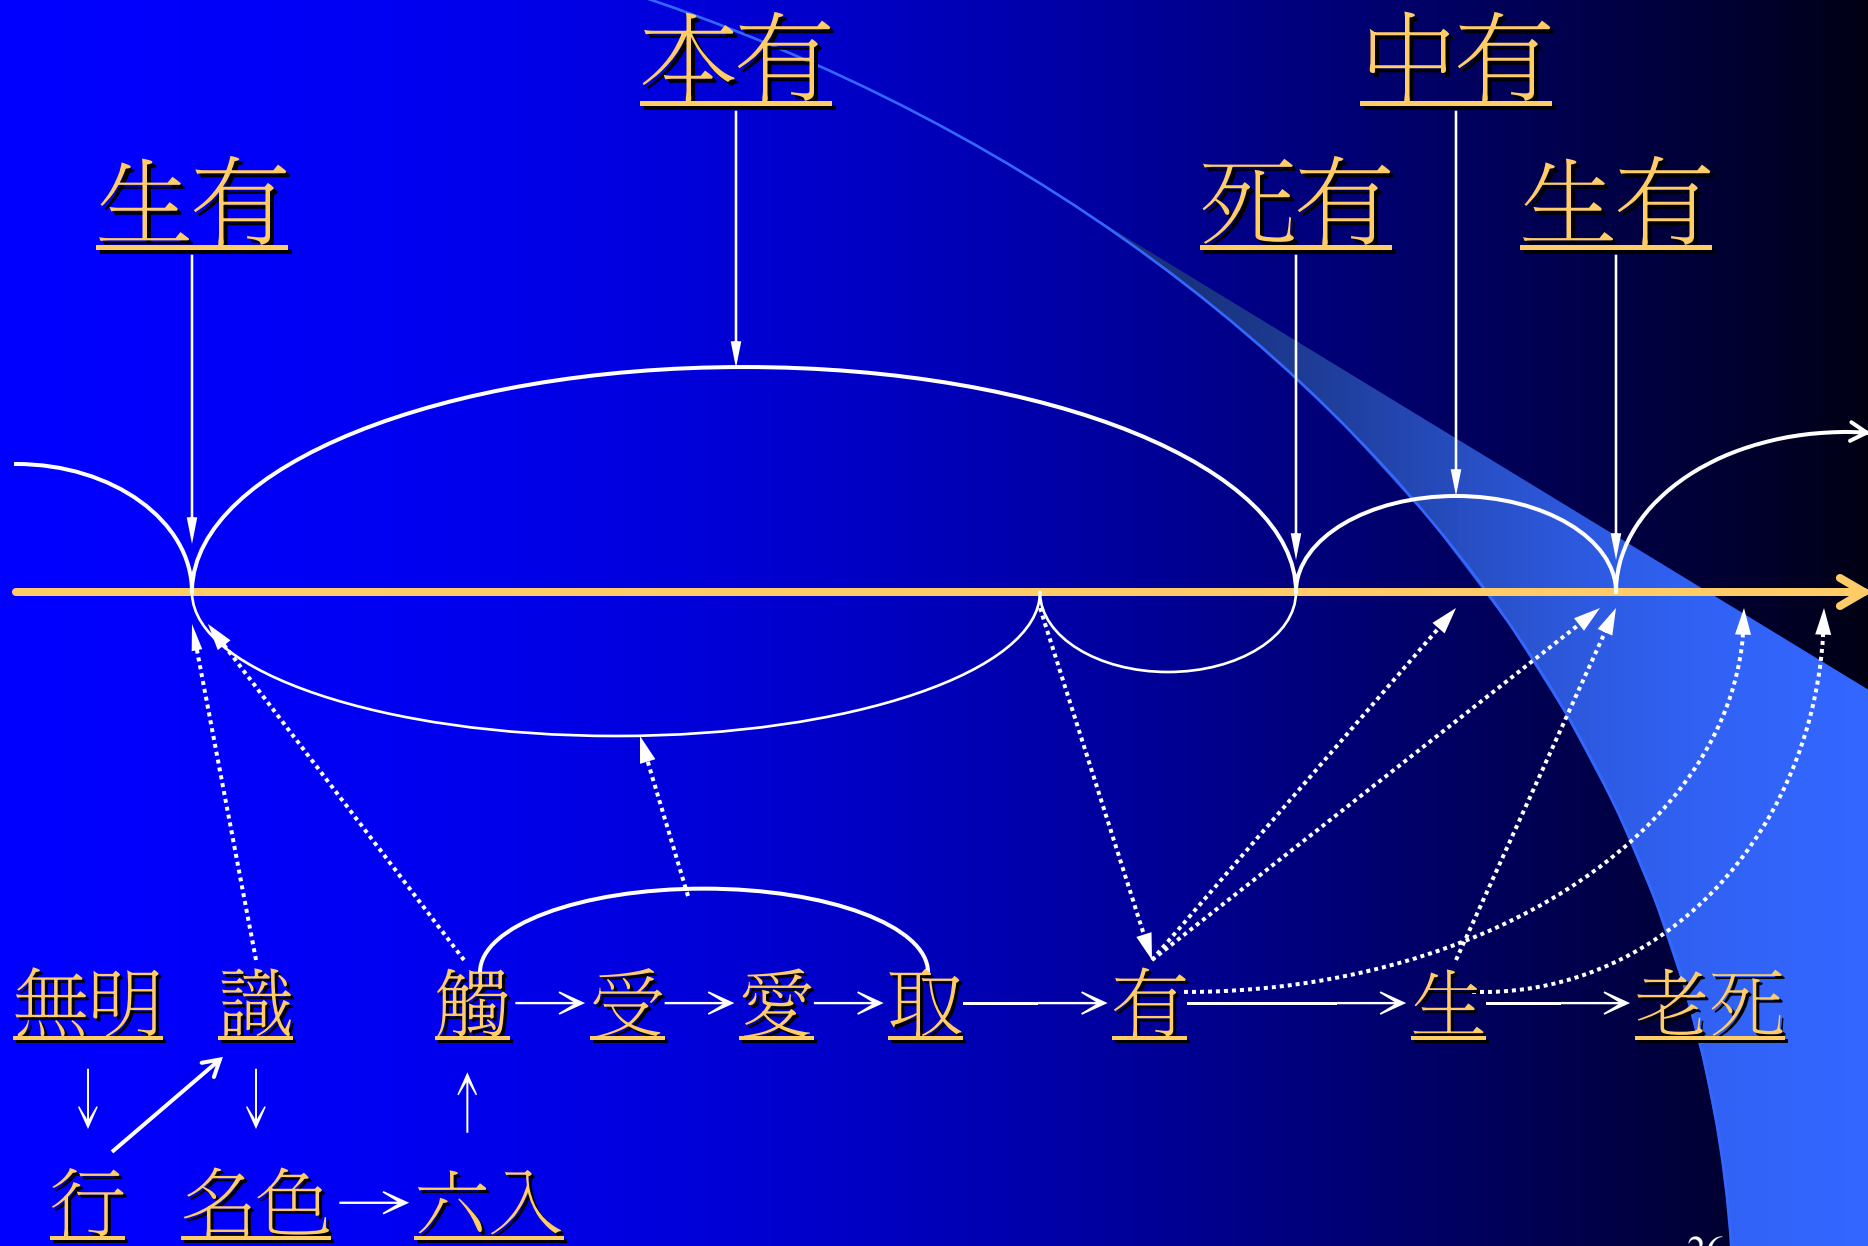 本有 中有
生有 死有 生有
無明 識 觸 受 愛 取 有 生 老死
行 名色 六入